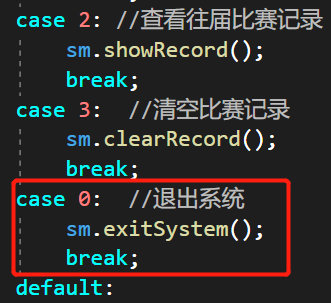 case 2: //查看往届比赛记录
sm.showRecord();
break;
case 3: //清空比赛记录
sm.clearRecord();
break;
case 0: //退出系统
sm.exitSystem();
break;
default: